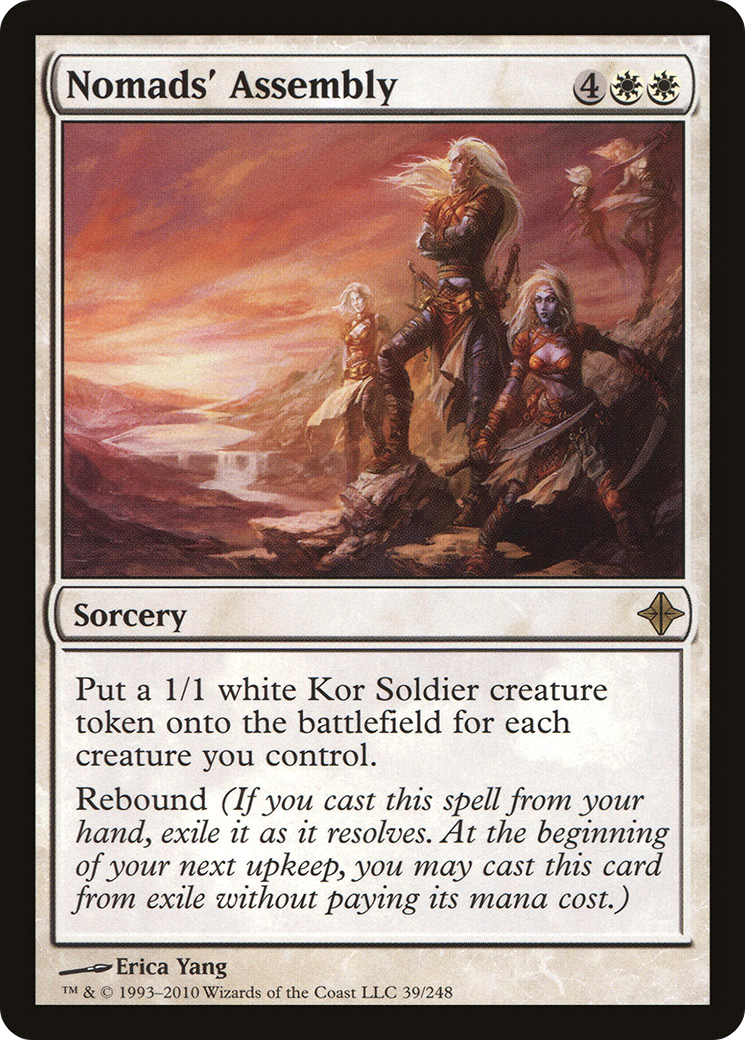 Nomads' Assembly 4
Sorcery
Put a 1/1 white Kor Soldier creature
token onto the battlefield for each
creature you control.
Rebound (If you cast this spell from your
hand, exile it as it resolves. At the beginning
of your next upkeep, you may cast this card
from exile without paying its mana cost.)
Erica Yang
™ & © 1993–2010 Wizards of the Coast LLC 39/248